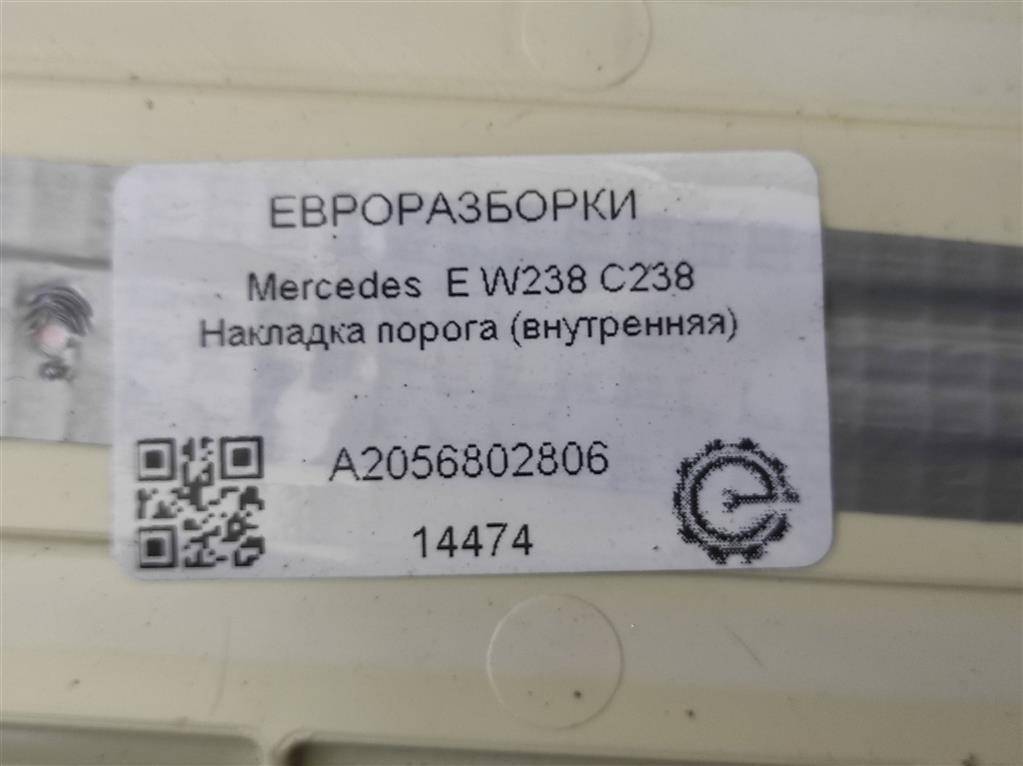 ЕВРОРАЗБОРКИ
Mercedes E W238 C238
Накладка порога (внутренняя)
A2056802806
14474